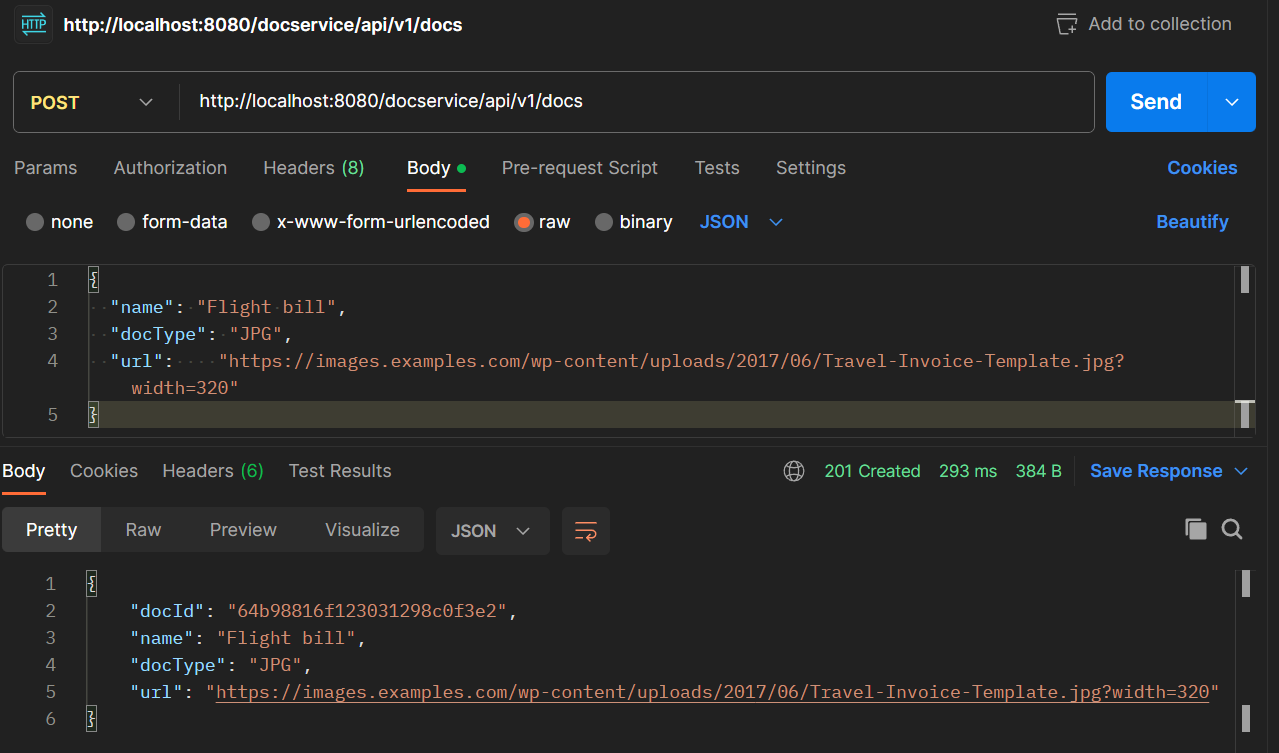 HTTP http://localhost:8080/docservice/api/v1/docs Add to collection
POST http://localhost:8080/docservice/api/v1/docs Send
Params Authorization Headers (8) Body Pre-request Script Tests Settings Cookies
none form-data x-www-form-urlencoded raw binary JSON Beautify
1 {
2 "name": "Flight bill",
3 "docType": "JPG",
4 "url": "https://images.examples.com/wp-content/uploads/2017/06/Travel-Invoice-Template.jpg?
width=320"
5 }
Body Cookies Headers (6) Test Results 201 Created 293 ms 384 B Save Response
Pretty Raw Preview Visualize JSON
1 {
2 "docId": "64b98816f123031298c0f3e2",
3 "name": "Flight bill",
4 "docType": "JPG",
5 "url": "https://images.examples.com/wp-content/uploads/2017/06/Travel-Invoice-Template.jpg?width=320"
6 }